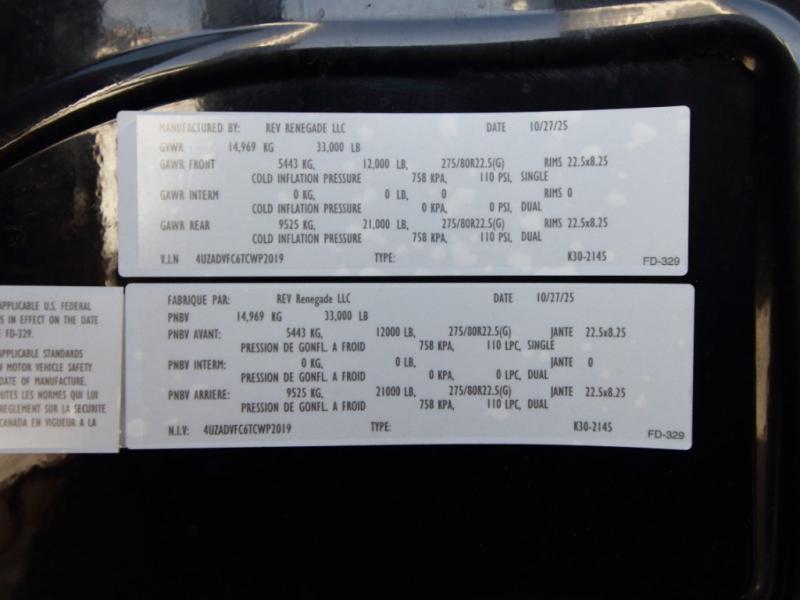 MANUFACTURED BY: REV RENEGADE LLC DATE 10/27/25
GVWR 14,969 KG 33,000 LB
GAWR FRONT 5443 KG, 12,000 LB, 275/80R22.5(G) RIMS 22.5x8.25
COLD INFLATION PRESSURE 758 KPA, 110 PSI, SINGLE
GAWR INTERM 0 KG, 0 LB, 0 RIMS 0
COLD INFLATION PRESSURE 0 KPA, 0 PSI, DUAL
GAWR REAR 9525 KG, 21,000 LB, 275/80R22.5(G) RIMS 22.5x8.25
COLD INFLATION PRESSURE 758 KPA, 110 PSI, DUAL
V.I.N 4UZADVFC6TCWP2019 TYPE: K30-2145
FD-329
FABRIQUE PAR: REV Renegade LLC DATE 10/27/25
PNBV 14,969 KG 33,000 LB
PNBV AVANT: 5443 KG, 12000 LB, 275/80R22.5(G) JANTE 22.5x8.25
PRESSION DE GONFL. A FROID 758 KPA, 110 LPC, SINGLE
PNBV INTERM: 0 KG, 0 LB, JANTE 0
PRESSION DE GONFL. A FROID 0 KPA, 0 LPC, DUAL
PNBV ARRIERE: 9525 KG, 21000 LB, 275/80R22.5(G) JANTE 22.5x8.25
PRESSION DE GONFL. A FROID 758 KPA, 110 LPC, DUAL
N.I.V: 4UZADVFC6TCWP2019 TYPE: K30-2145
FD-329
APPLICABLE U.S. FEDERAL
S IN EFFECT ON THE DATE
FD-329.
APPLICABLE STANDARDS
MOTOR VEHICLE SAFETY
DATE OF MANUFACTURE.
UTES LES NORMES QUI LUI
REGLEMENT SUR LA SECURITE
CANADA EN VIGUEUR A LA